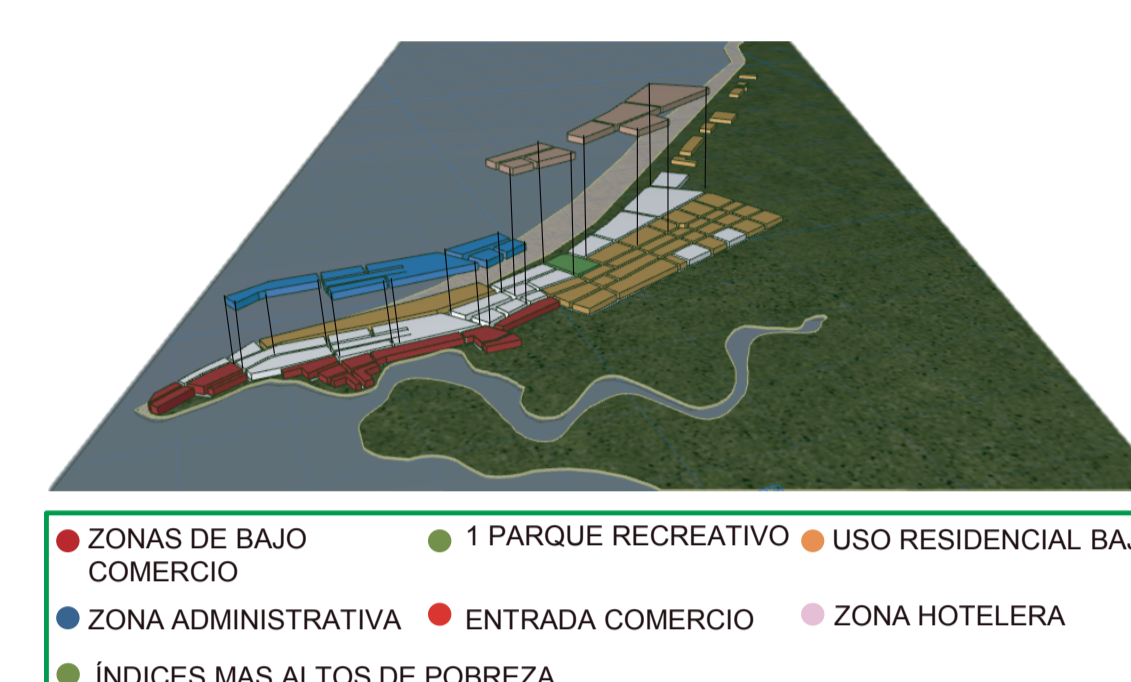 ZONAS DE BAJO
COMERCIO
1 PARQUE RECREATIVO
USO RESIDENCIAL
ZONA ADMINISTRATIVA
ENTRADA COMERCIO
ZONA HOTELERA
ÍNDICES MAS ALTOS DE POBREZA